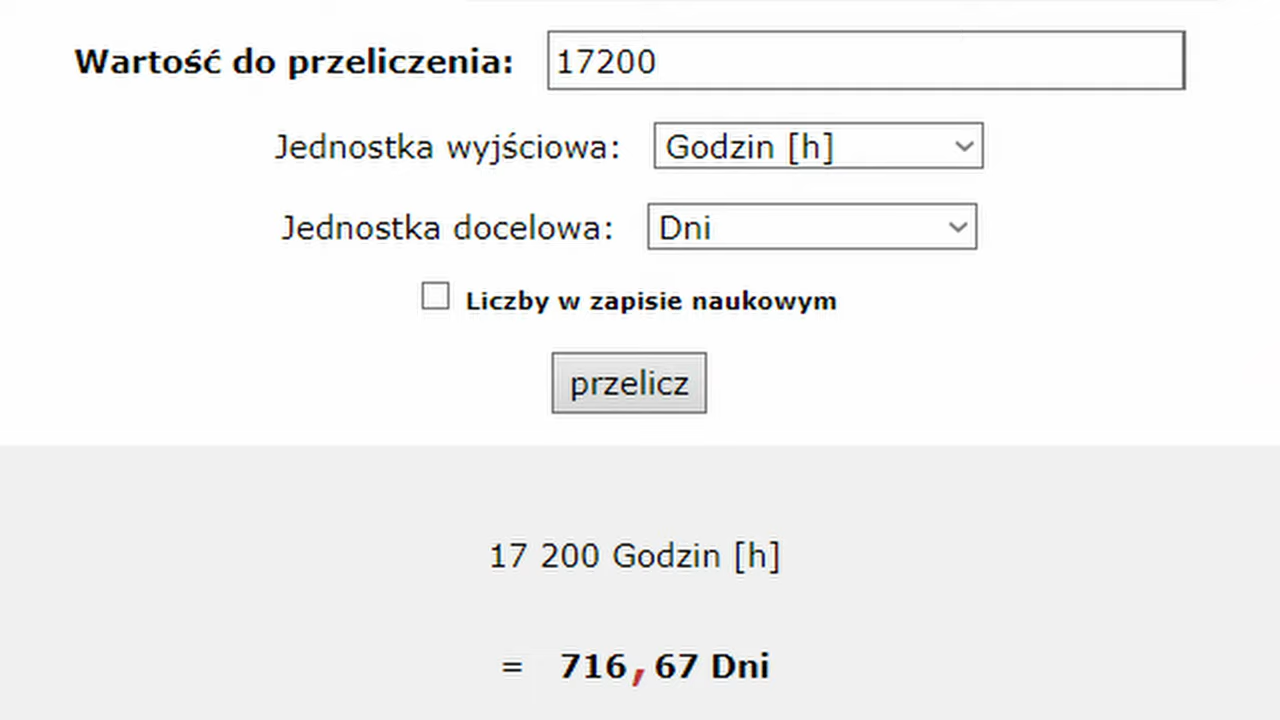 Wartość do przeliczenia: 17200
Jednostka wyjściowa: Godzin [h]
Jednostka docelowa: Dni
Liczby w zapisie naukowym
przelicz
17 200 Godzin [h]
= 716,67 Dni